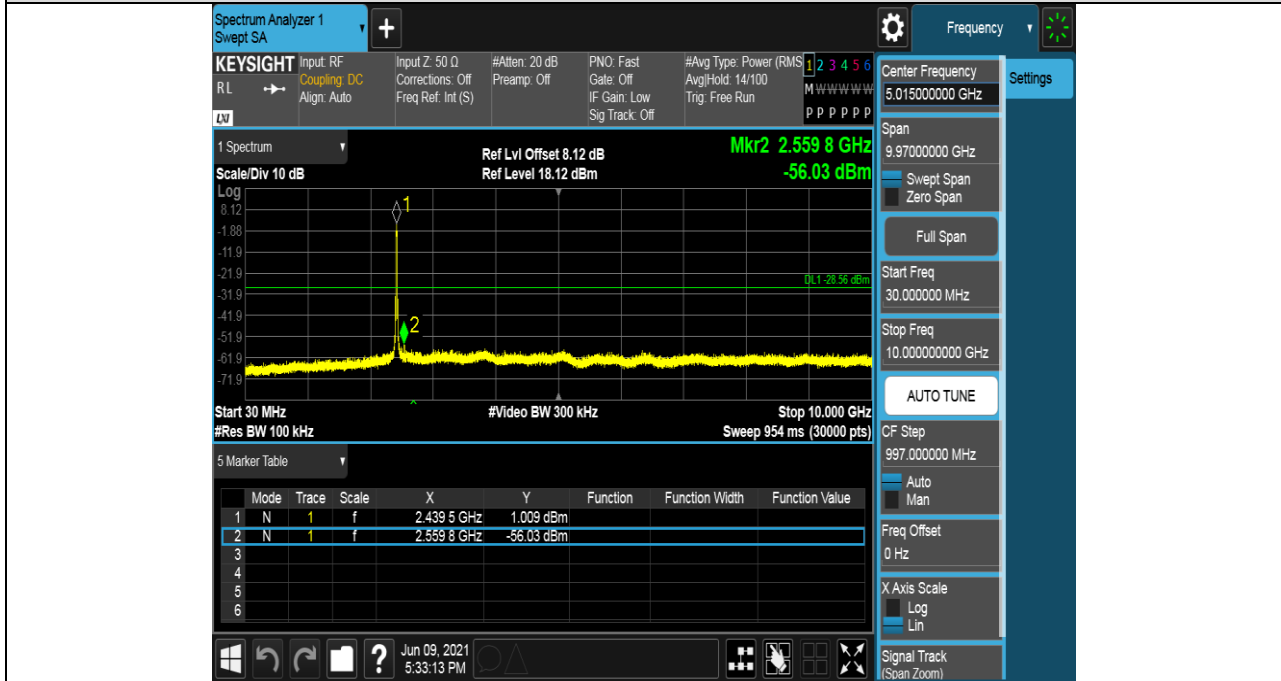 Spectrum Analyzer 1
Swept SA
+
Frequency
KEYSIGHT
RL
LXI
Input: RF
Coupling: DC
Align: Auto
Input Z: 50 Ω
Corrections: Off
Freq Ref: Int (S)
#Atten: 20 dB
Preamp: Off
PNO: Fast
Gate: Off
IF Gain: Low
Sig Track: Off
#Avg Type: Power (RMS
Avg|Hold: 14/100
Trig: Free Run
1 2 3 4 5 6
M W W W W W
P P P P P P
1 Spectrum
Scale/Div 10 dB
Ref Lvl Offset 8.12 dB
Ref Level 18.12 dBm
Mkr2 2.559 8 GHz
-56.03 dBm
Log
8.12
-1.88
-11.9
-21.9
-31.9
-41.9
-51.9
-61.9
-71.9
1
2
DL1 -28.56 dBm
Start 30 MHz
#Res BW 100 kHz
#Video BW 300 kHz
Stop 10.000 GHz
Sweep 954 ms (30000 pts)
5 Marker Table
Mode Trace Scale X Y Function Function Width Function Value
1 N 1 f 2.439 5 GHz 1.009 dBm
2 N 1 f 2.559 8 GHz -56.03 dBm
3
4
5
6
?
Jun 09, 2021
5:33:13 PM
Center Frequency
5.015000000 GHz
Settings
Span
9.97000000 GHz
Swept Span
Zero Span
Full Span
Start Freq
30.000000 MHz
Stop Freq
10.000000000 GHz
AUTO TUNE
CF Step
997.000000 MHz
Auto
Man
Freq Offset
0 Hz
X Axis Scale
Log
Lin
Signal Track
(Span Zoom)